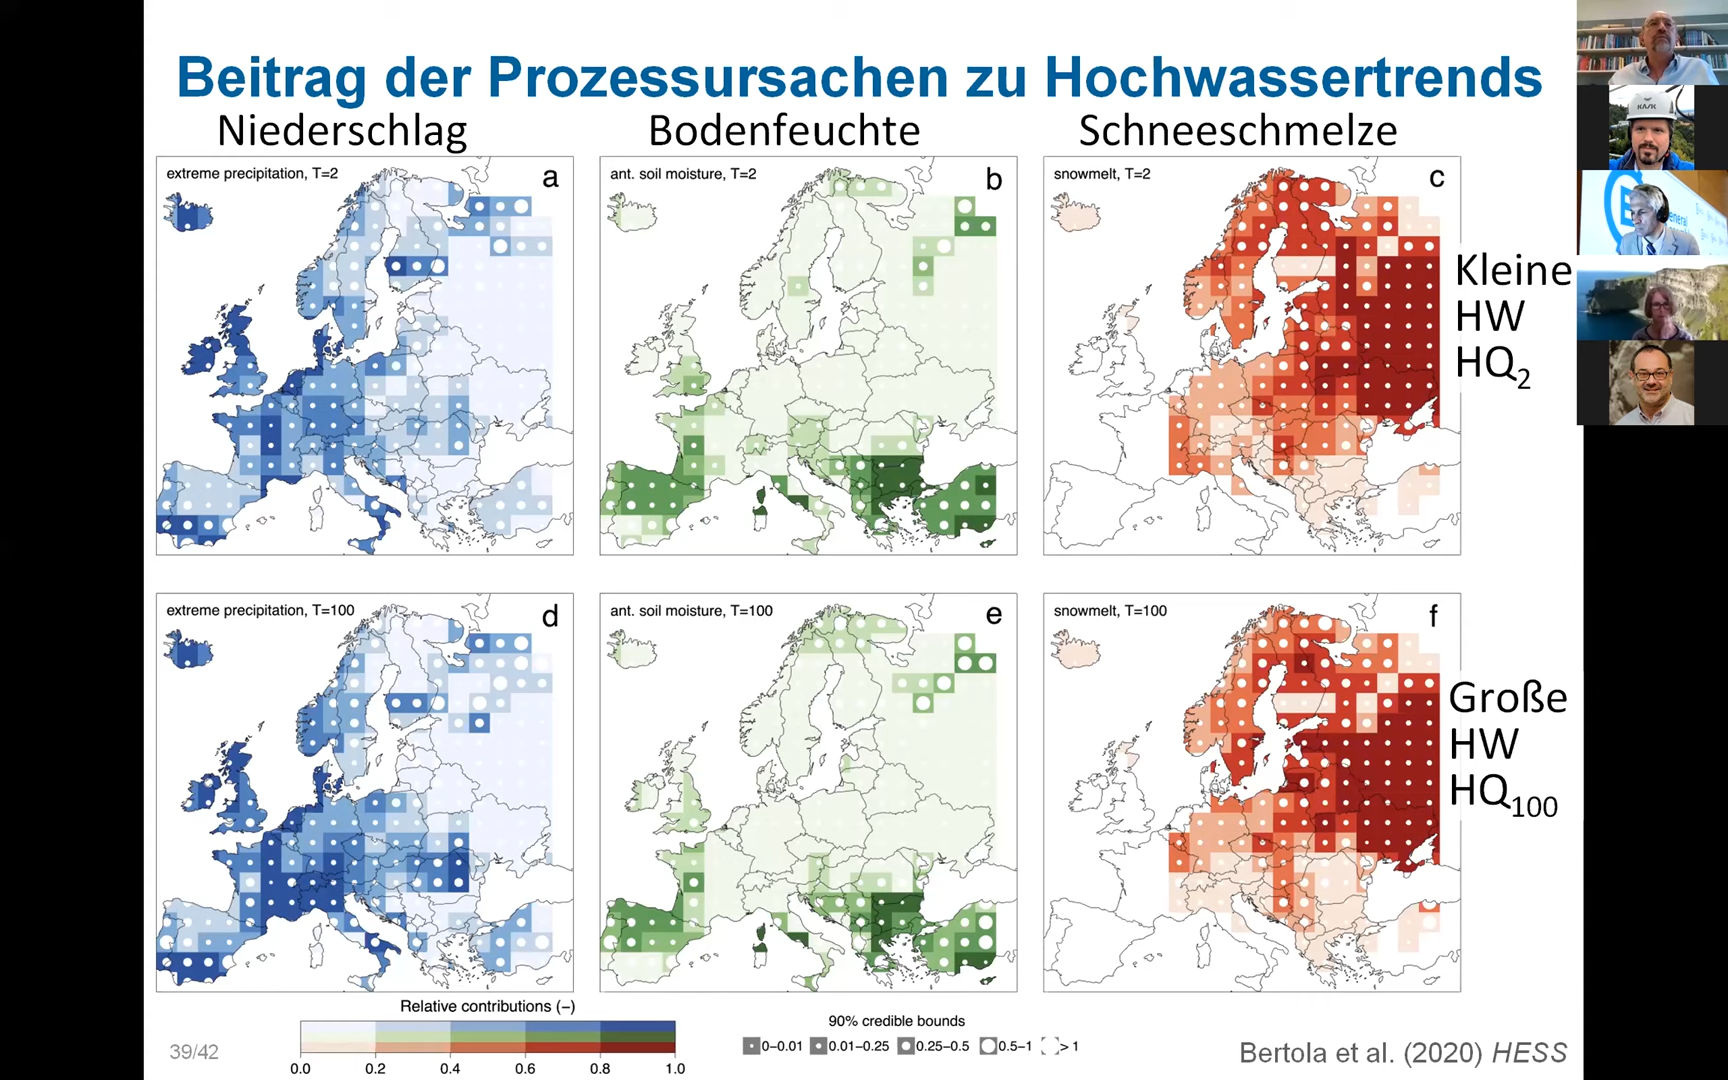 Beitrag der Prozessursachen zu Hochwassertrends
Niederschlag
Bodenfeuchte
Schneeschmelze
extreme precipitation, T=2
a
ant. soil moisture, T=2
b
snowmelt, T=2
c
Kleine
HW
HQ2
extreme precipitation, T=100
d
ant. soil moisture, T=100
e
snowmelt, T=100
f
Große
HW
HQ100
Relative contributions (−)
0.0 0.2 0.4 0.6 0.8 1.0
90% credible bounds
0−0.01 0.01−0.25 0.25−0.5 0.5−1 > 1
39/42
Bertola et al. (2020) HESS
KASK